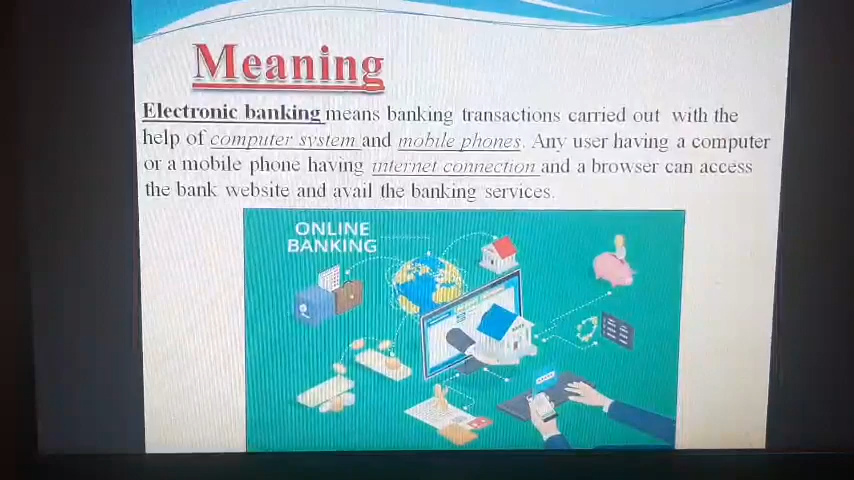 Meaning
Electronic banking means banking transactions carried out with the
help of computer system and mobile phones. Any user having a computer
or a mobile phone having internet connection and a browser can access
the bank website and avail the banking services.
ONLINE
BANKING